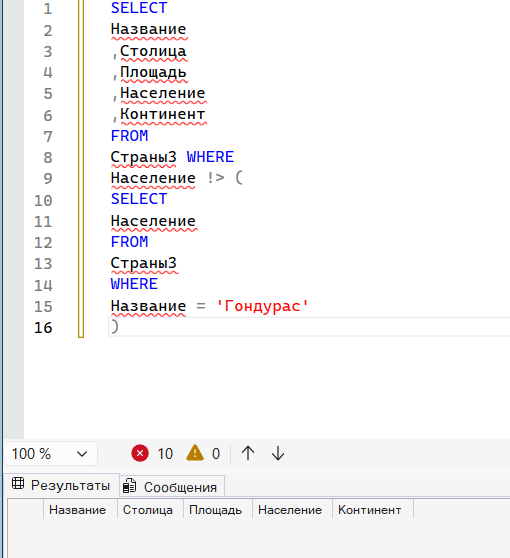 1 SELECT
2 Название
3 ,Столица
4 ,Площадь
5 ,Население
6 ,Континент
7 FROM
8 Страны3 WHERE
9 Население !> (
10 SELECT
11 Население
12 FROM
13 Страны3
14 WHERE
15 Название = 'Гондурас'
16 )
100 % 10 0
Результаты Сообщения
Название Столица Площадь Население Континент